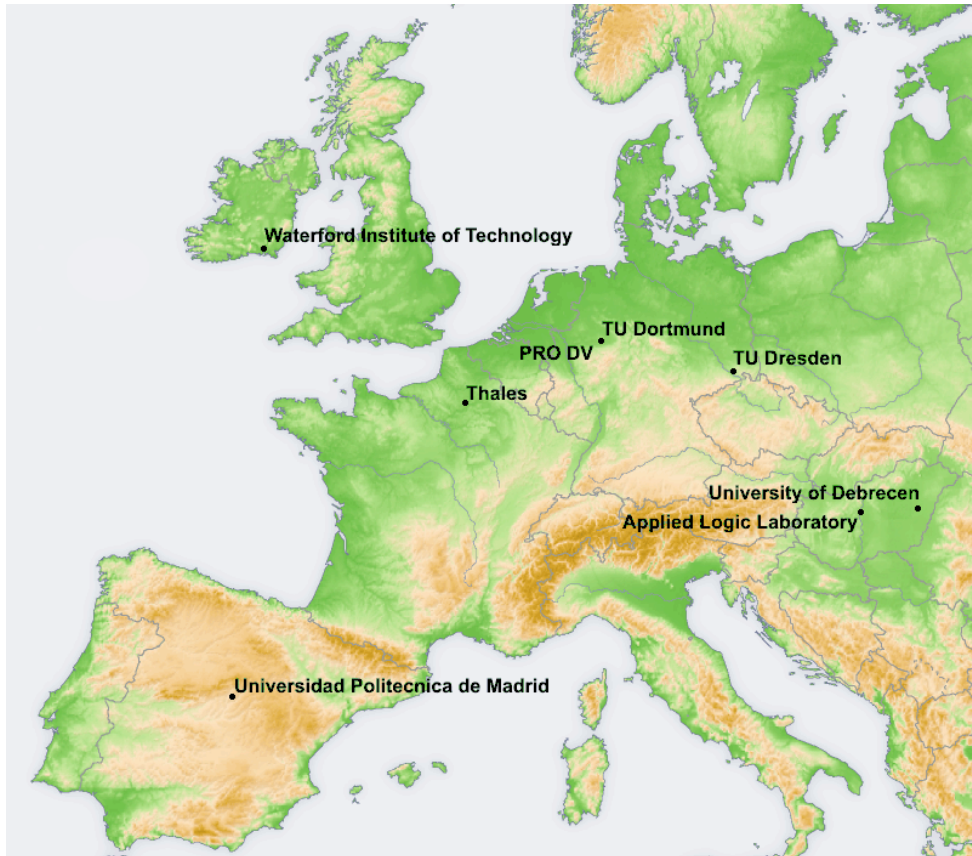 Waterford Institute of Technology
TU Dortmund
PRO DV
TU Dresden
Thales
University of Debrecen
Applied Logic Laboratory
Universidad Politecnica de Madrid